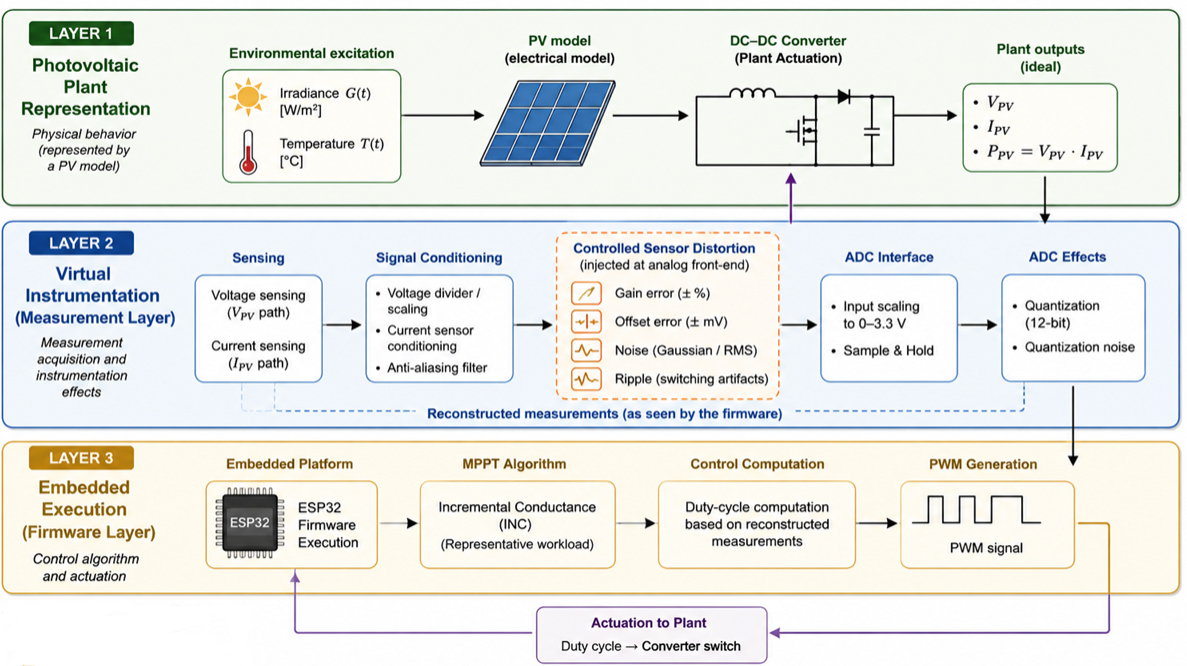 LAYER 1
Photovoltaic
Plant
Representation
Physical behavior
(represented by
a PV model)
Environmental excitation
Irradiance G(t)
[W/m²]
Temperature T(t)
[°C]
PV model
(electrical model)
DC–DC Converter
(Plant Actuation)
Plant outputs
(ideal)
• V_PV
• I_PV
• P_PV = V_PV · I_PV
LAYER 2
Virtual
Instrumentation
(Measurement Layer)
Measurement
acquisition and
instrumentation
effects
Sensing
Voltage sensing
(V_PV path)
Current sensing
(I_PV path)
Signal Conditioning
• Voltage divider /
scaling
• Current sensor
conditioning
• Anti-aliasing filter
Controlled Sensor Distortion
(injected at analog front-end)
Gain error (± %)
Offset error (± mV)
Noise (Gaussian / RMS)
Ripple (switching artifacts)
ADC Interface
• Input scaling
to 0–3.3 V
• Sample & Hold
ADC Effects
• Quantization
(12-bit)
• Quantization noise
Reconstructed measurements (as seen by the firmware)
LAYER 3
Embedded
Execution
(Firmware Layer)
Control algorithm
and actuation
Embedded Platform
ESP32
ESP32
Firmware
Execution
MPPT Algorithm
Incremental Conductance
(INC)
(Representative workload)
Control Computation
Duty-cycle computation
based on reconstructed
measurements
PWM Generation
PWM signal
Actuation to Plant
Duty cycle → Converter switch